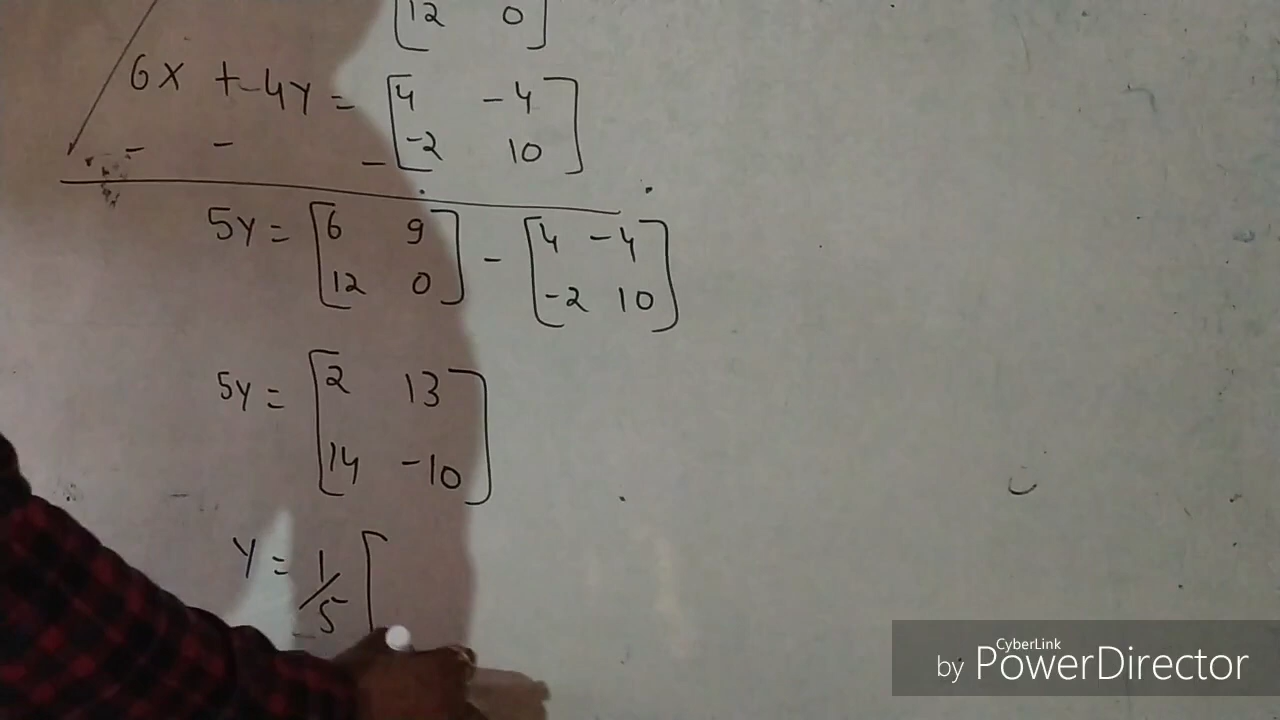 [12 0]
6x + 4y = [4 -4
-2 10]
- - -
5y = [6 9
12 0] - [4 -4
-2 10]
5y = [2 13
14 -10]
y = 1/5 [
CyberLink
by PowerDirector